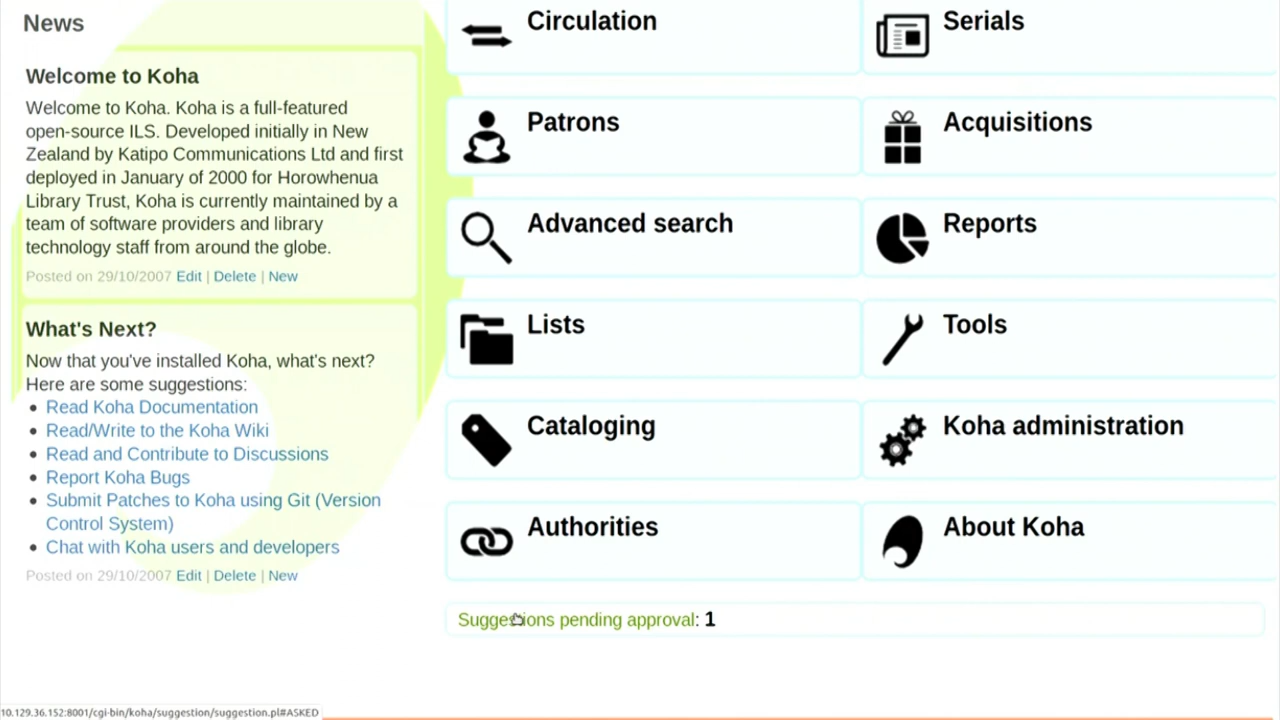 News
Welcome to Koha
Welcome to Koha. Koha is a full-featured
open-source ILS. Developed initially in New
Zealand by Katipo Communications Ltd and first
deployed in January of 2000 for Horowhenua
Library Trust, Koha is currently maintained by a
team of software providers and library
technology staff from around the globe.
Posted on 29/10/2007 Edit | Delete | New
What's Next?
Now that you've installed Koha, what's next?
Here are some suggestions:
Read Koha Documentation
Read/Write to the Koha Wiki
Read and Contribute to Discussions
Report Koha Bugs
Submit Patches to Koha using Git (Version
Control System)
Chat with Koha users and developers
Posted on 29/10/2007 Edit | Delete | New
Circulation
Serials
Patrons
Acquisitions
Advanced search
Reports
Lists
Tools
Cataloging
Koha administration
Authorities
About Koha
Suggestions pending approval: 1
10.129.36.152:8001/cgi-bin/koha/suggestion/suggestion.pl#ASKED